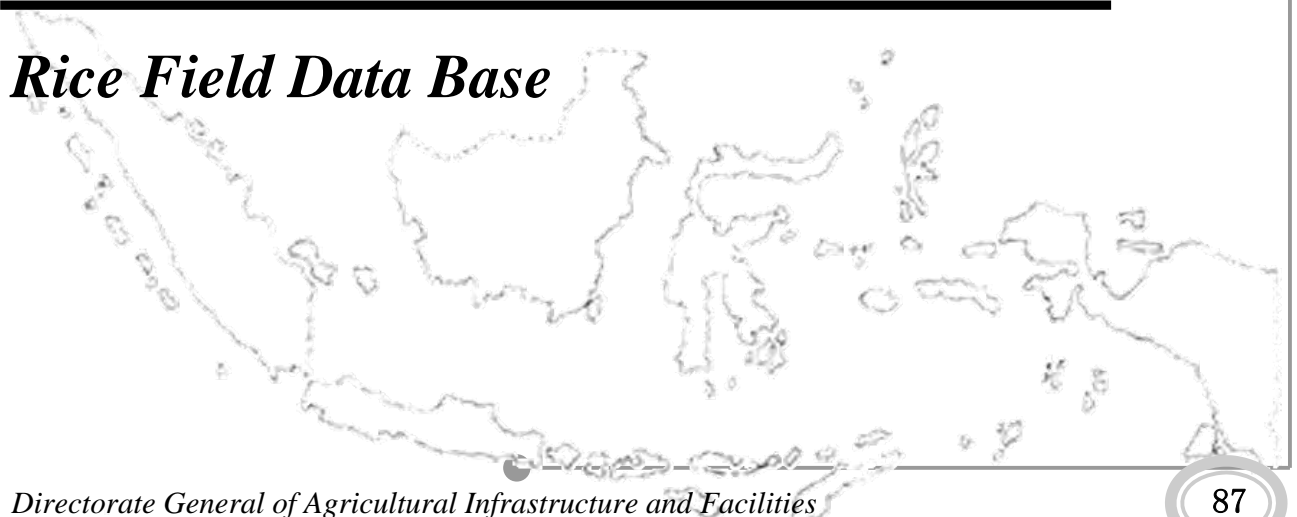 Rice Field Data Base
Directorate General of Agricultural Infrastructure and Facilities
87